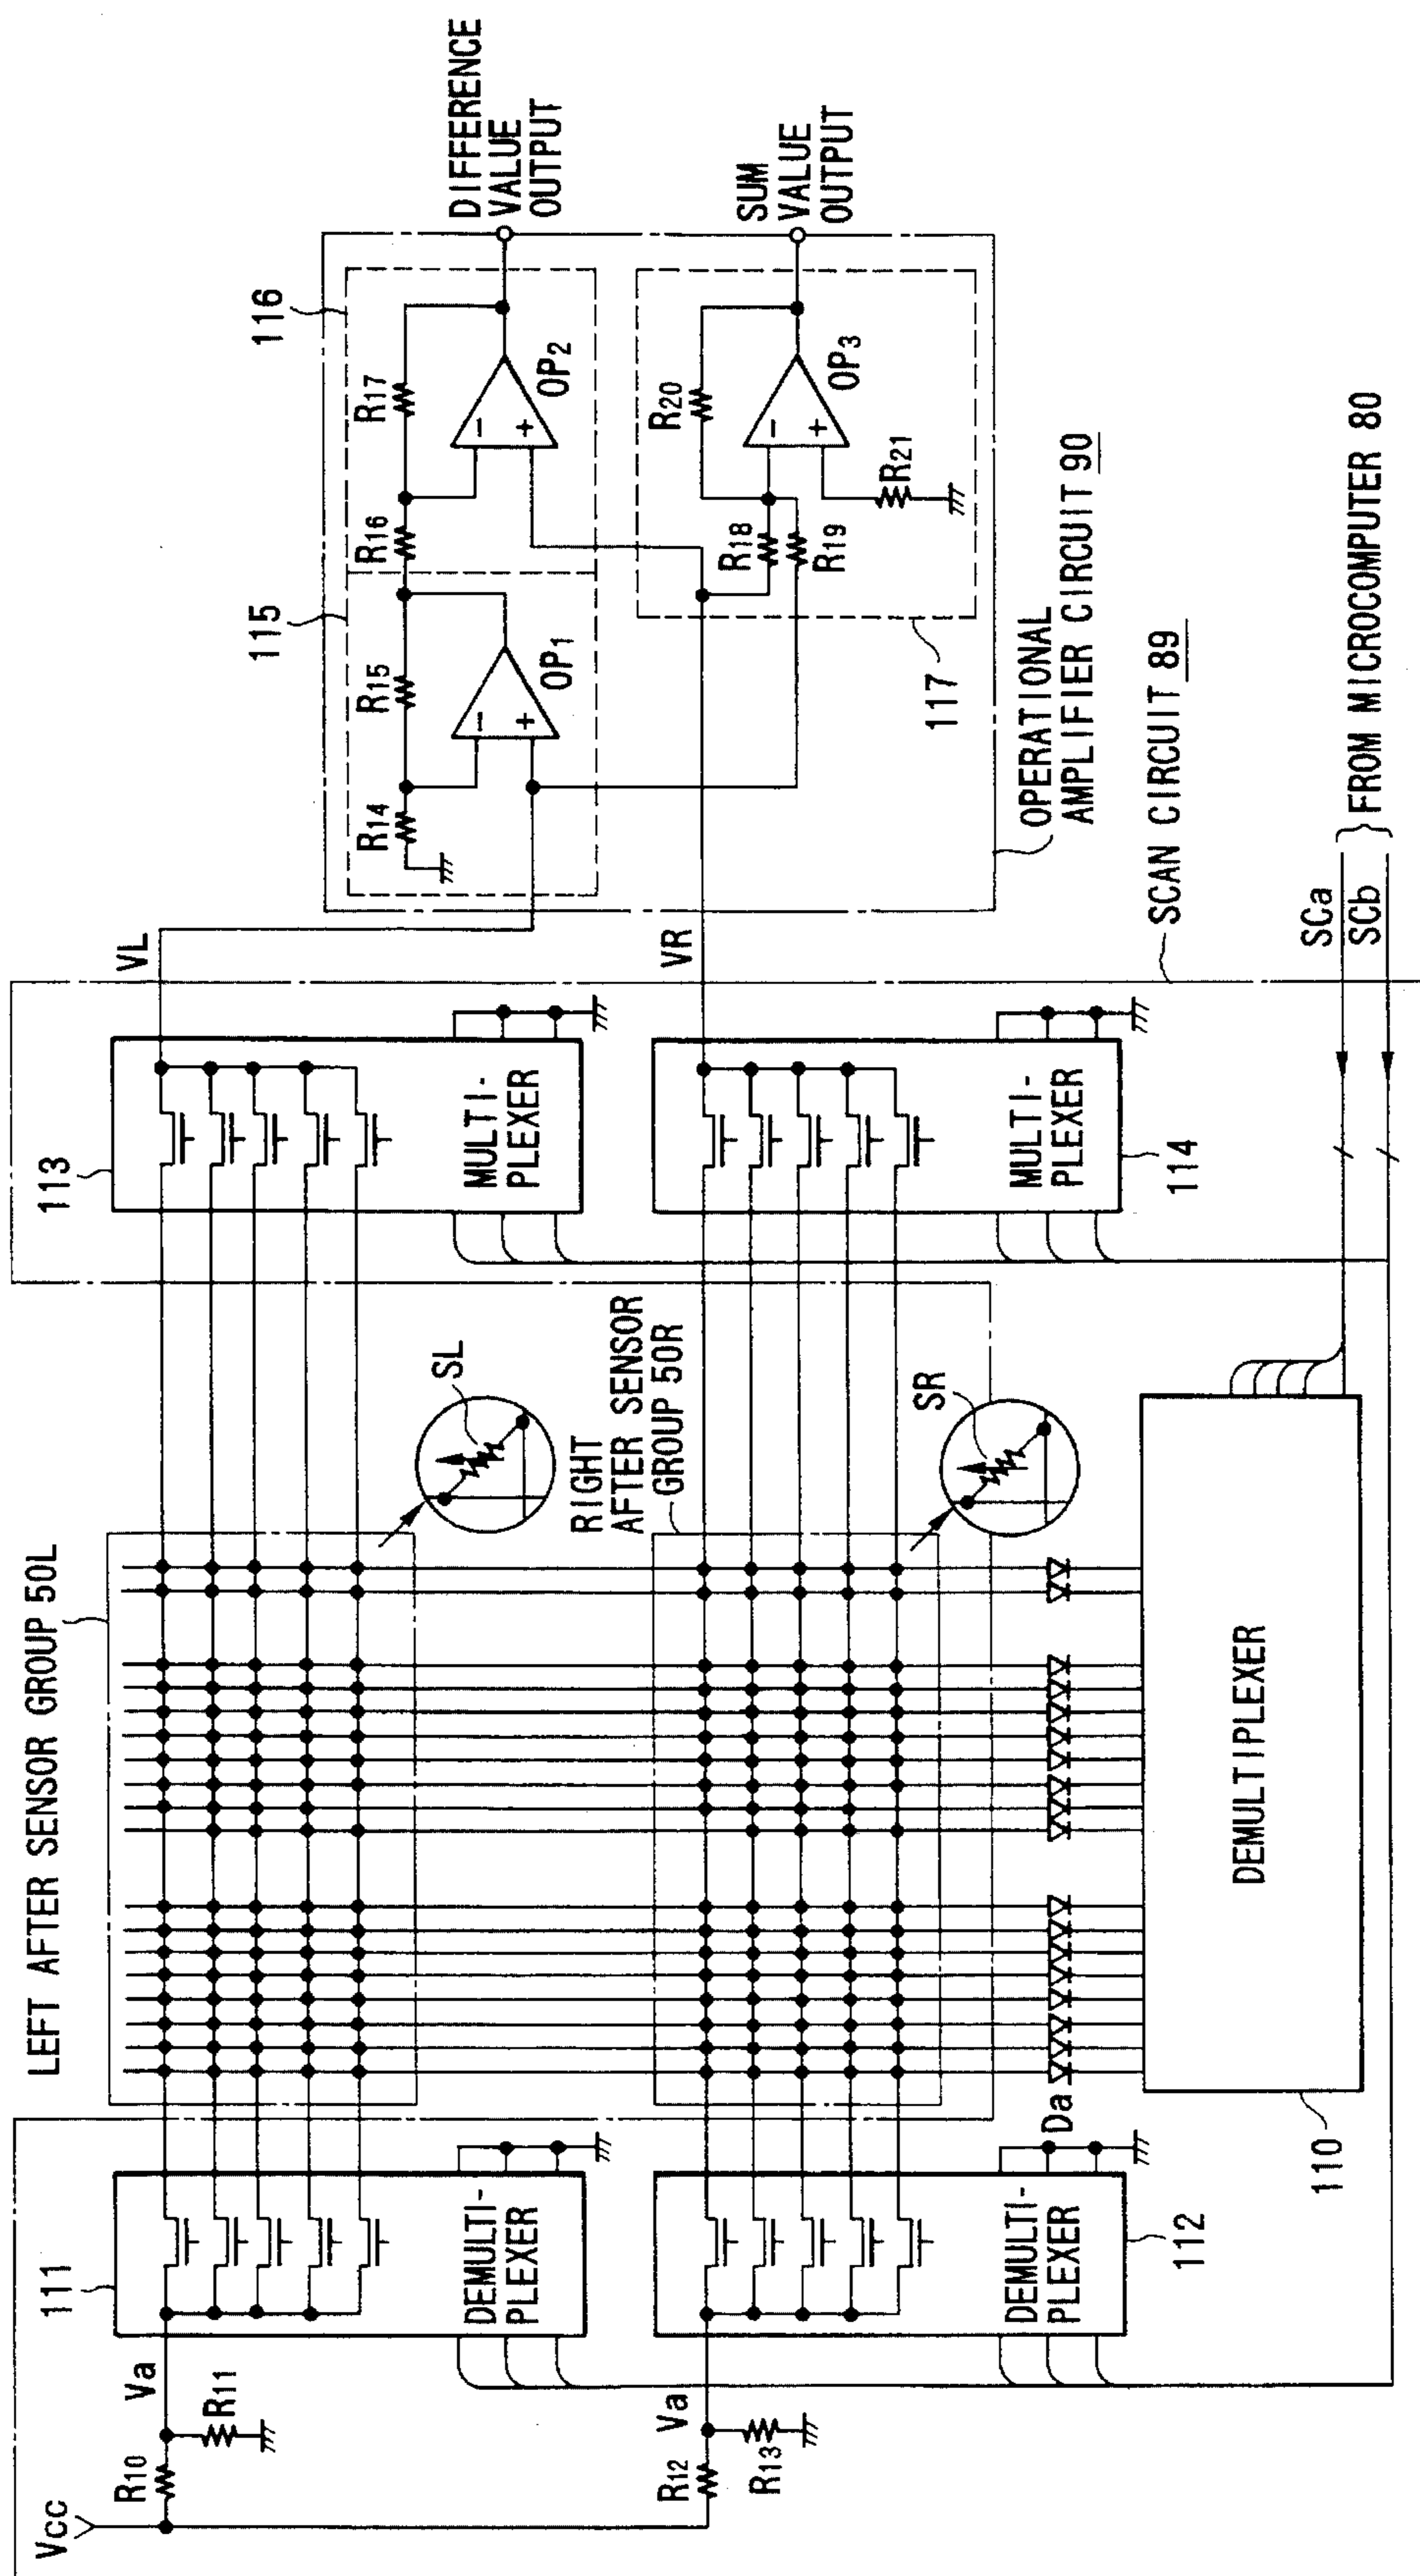 Vcc
R10
Va
R11
111
DEMULTI-
PLEXER
R12
Va
R13
DEMULTI-
PLEXER
112
Da
LEFT AFTER SENSOR GROUP 50L
SL
RIGHT
AFTER SENSOR
GROUP 50R
SR
DEMULTIPLEXER
110
113
MULTI-
PLEXER
MULTI-
PLEXER
114
VL
VR
SCAN CIRCUIT 89
SCa
SCb
FROM MICROCOMPUTER 80
115
R14
R15
-
+
OP1
116
R16
R17
-
+
OP2
DIFFERENCE
VALUE
OUTPUT
R18
R19
R20
-
+
OP3
R21
117
SUM
VALUE
OUTPUT
OPERATIONAL
AMPLIFIER CIRCUIT 90